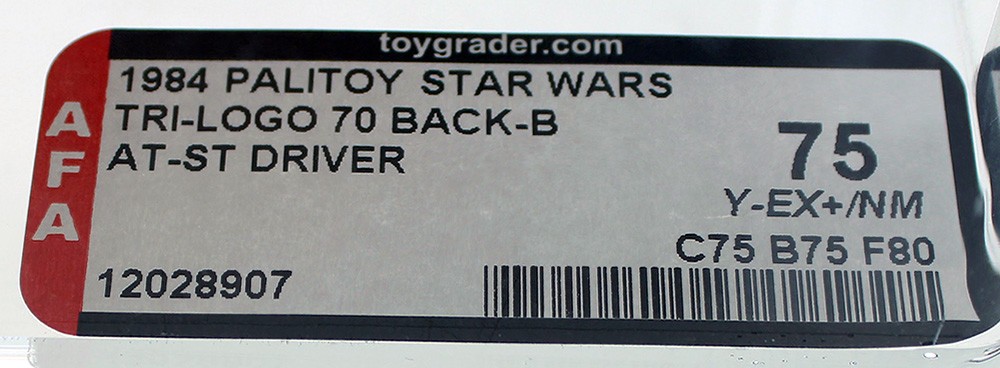 toygrader.com
AFA
1984 PALITOY STAR WARS
TRI-LOGO 70 BACK-B
AT-ST DRIVER
75
Y-EX+/NM
C75 B75 F80
12028907